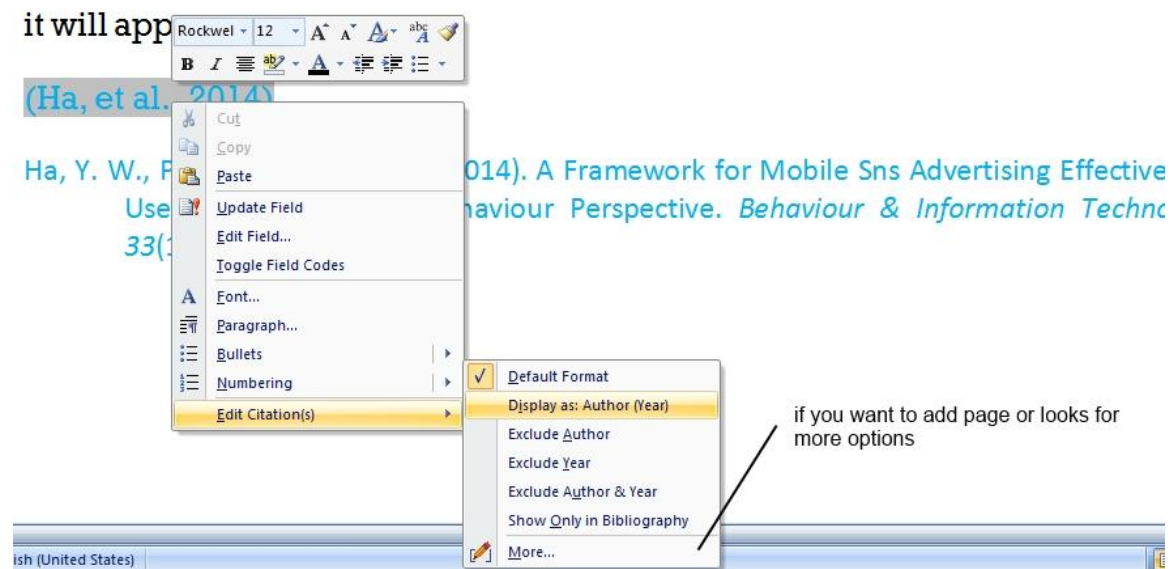 it will app
Rockwel 12
(Ha, et al., 2014)
Cut
Copy
Ha, Y. W., P 014). A Framework for Mobile Sns Advertising Effective
Paste
Use Update Field haviour Perspective. Behaviour & Information Techno
Edit Field...
33(1
Toggle Field Codes
Font...
Paragraph...
Bullets
Numbering
Edit Citation(s)
Default Format
Display as: Author (Year)
Exclude Author
Exclude Year
Exclude Author & Year
Show Only in Bibliography
More...
if you want to add page or looks for
more options
ish (United States)